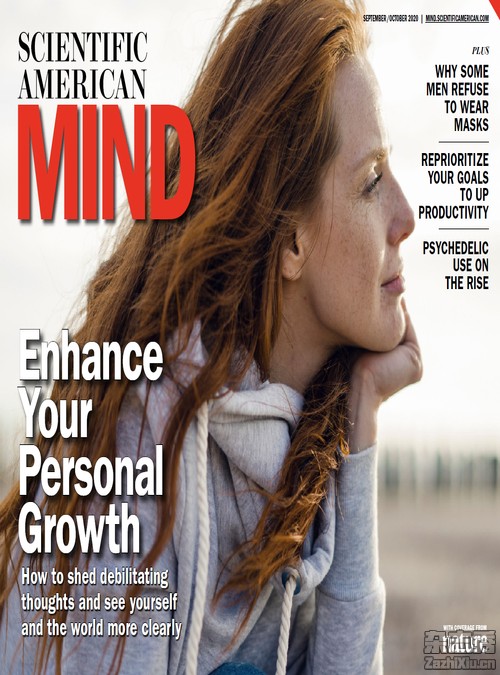 SEPTEMBER/OCTOBER 2020 | MIND.SCIENTIFICAMERICAN.COM
SCIENTIFIC
AMERICAN
MIND
PLUS
WHY SOME
MEN REFUSE
TO WEAR
MASKS
REPRIORITIZE
YOUR GOALS
TO UP
PRODUCTIVITY
PSYCHEDELIC
USE ON
THE RISE
Enhance
Your
Personal
Growth
How to shed debilitating
thoughts and see yourself
and the world more clearly
WITH COVERAGE FROM
nature
ZazhiXiu.cn